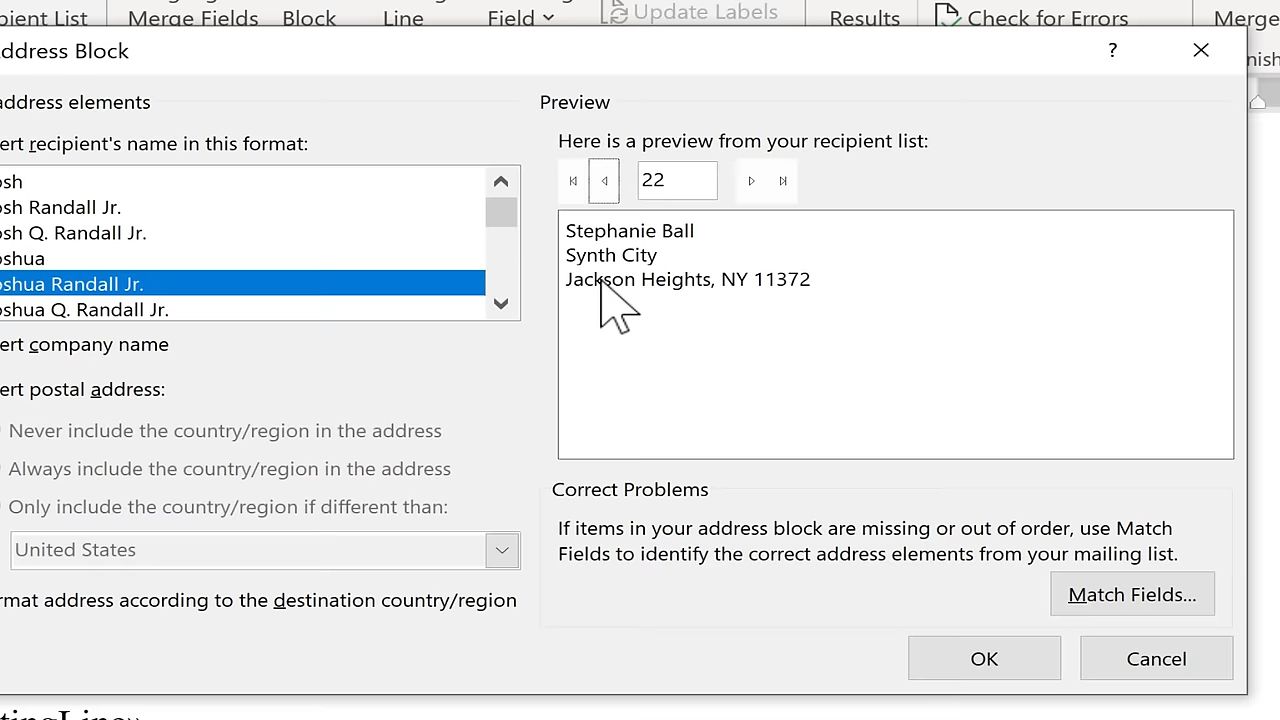 pient List
Merge Fields
Block
Line
Field
Update Labels
Results
Check for Errors
Merge
nish
ddress Block
?
address elements
ert recipient's name in this format:
osh
osh Randall Jr.
osh Q. Randall Jr.
oshua
oshua Randall Jr.
oshua Q. Randall Jr.
ert company name
ert postal address:
Never include the country/region in the address
Always include the country/region in the address
Only include the country/region if different than:
United States
rmat address according to the destination country/region
Preview
Here is a preview from your recipient list:
22
Stephanie Ball
Synth City
Jackson Heights, NY 11372
Correct Problems
If items in your address block are missing or out of order, use Match
Fields to identify the correct address elements from your mailing list.
Match Fields...
OK
Cancel
tingLine»